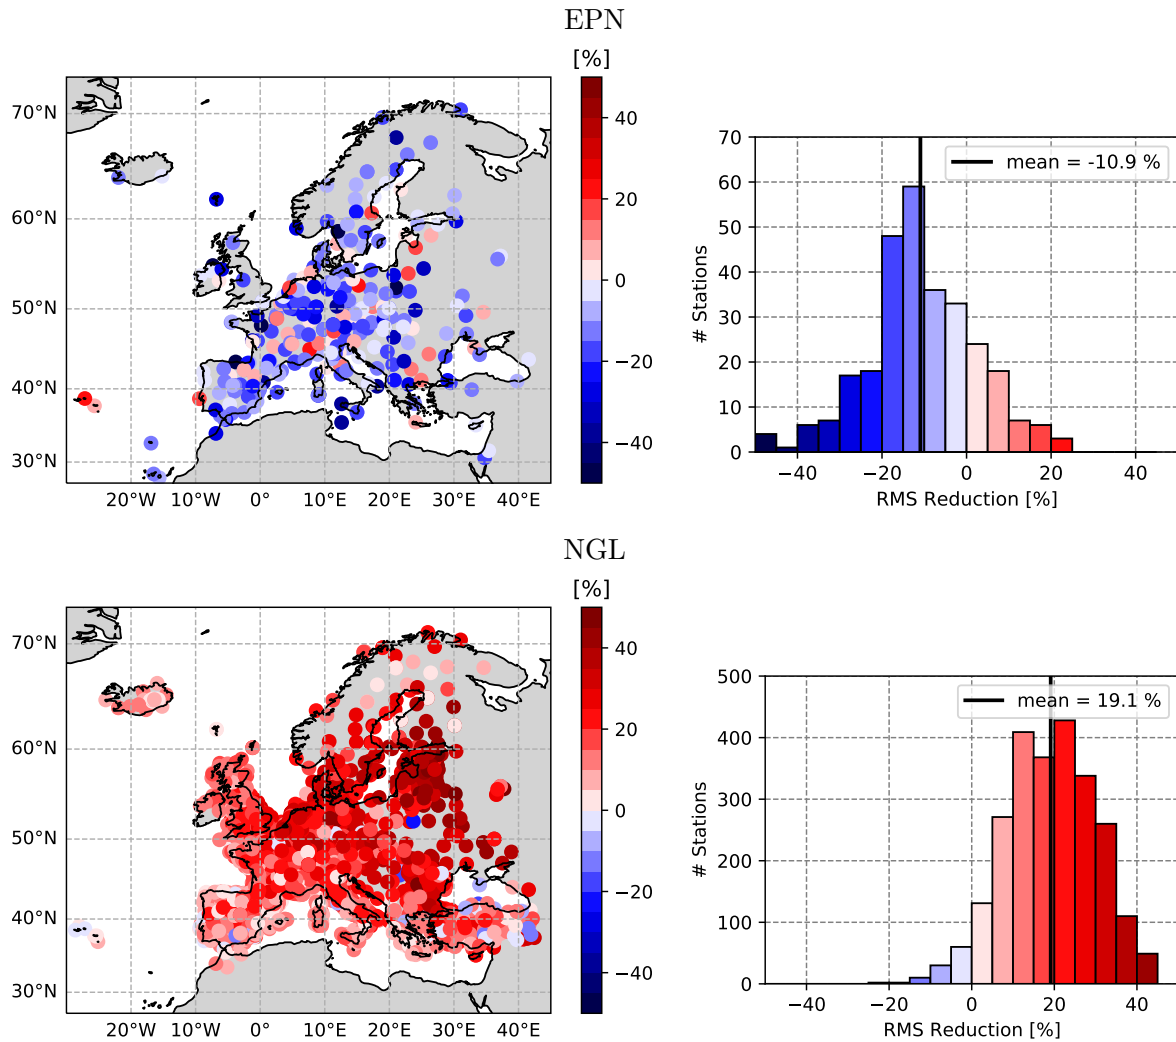 EPN
[%]
70°N
60°N
50°N
40°N
30°N
20°W 10°W 0° 10°E 20°E 30°E 40°E
40
20
0
−20
−40
70
60
50
40
30
20
10
0
# Stations
mean = -10.9 %
−40 −20 0 20 40
RMS Reduction [%]
NGL
[%]
70°N
60°N
50°N
40°N
30°N
20°W 10°W 0° 10°E 20°E 30°E 40°E
40
20
0
−20
−40
500
400
300
200
100
0
# Stations
mean = 19.1 %
−40 −20 0 20 40
RMS Reduction [%]